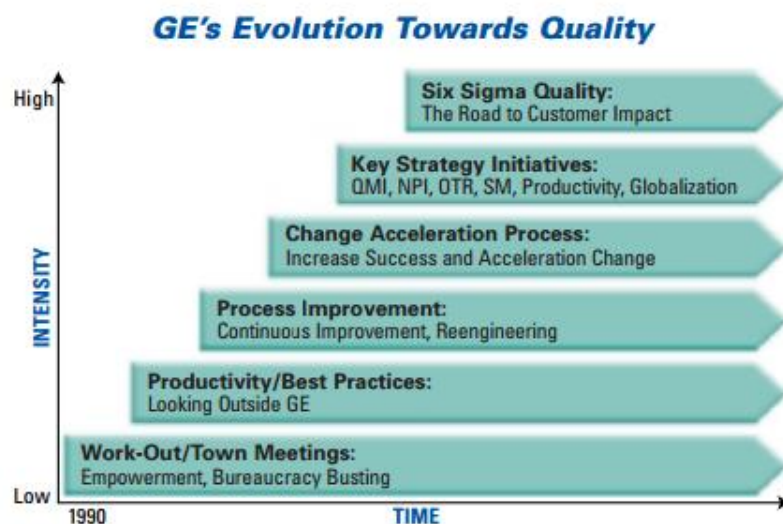 GE's Evolution Towards Quality
High
Six Sigma Quality:
The Road to Customer Impact
Key Strategy Initiatives:
QMI, NPI, OTR, SM, Productivity, Globalization
Change Acceleration Process:
Increase Success and Acceleration Change
INTENSITY
Process Improvement:
Continuous Improvement, Reengineering
Productivity/Best Practices:
Looking Outside GE
Work-Out/Town Meetings:
Empowerment, Bureaucracy Busting
Low
1990
TIME